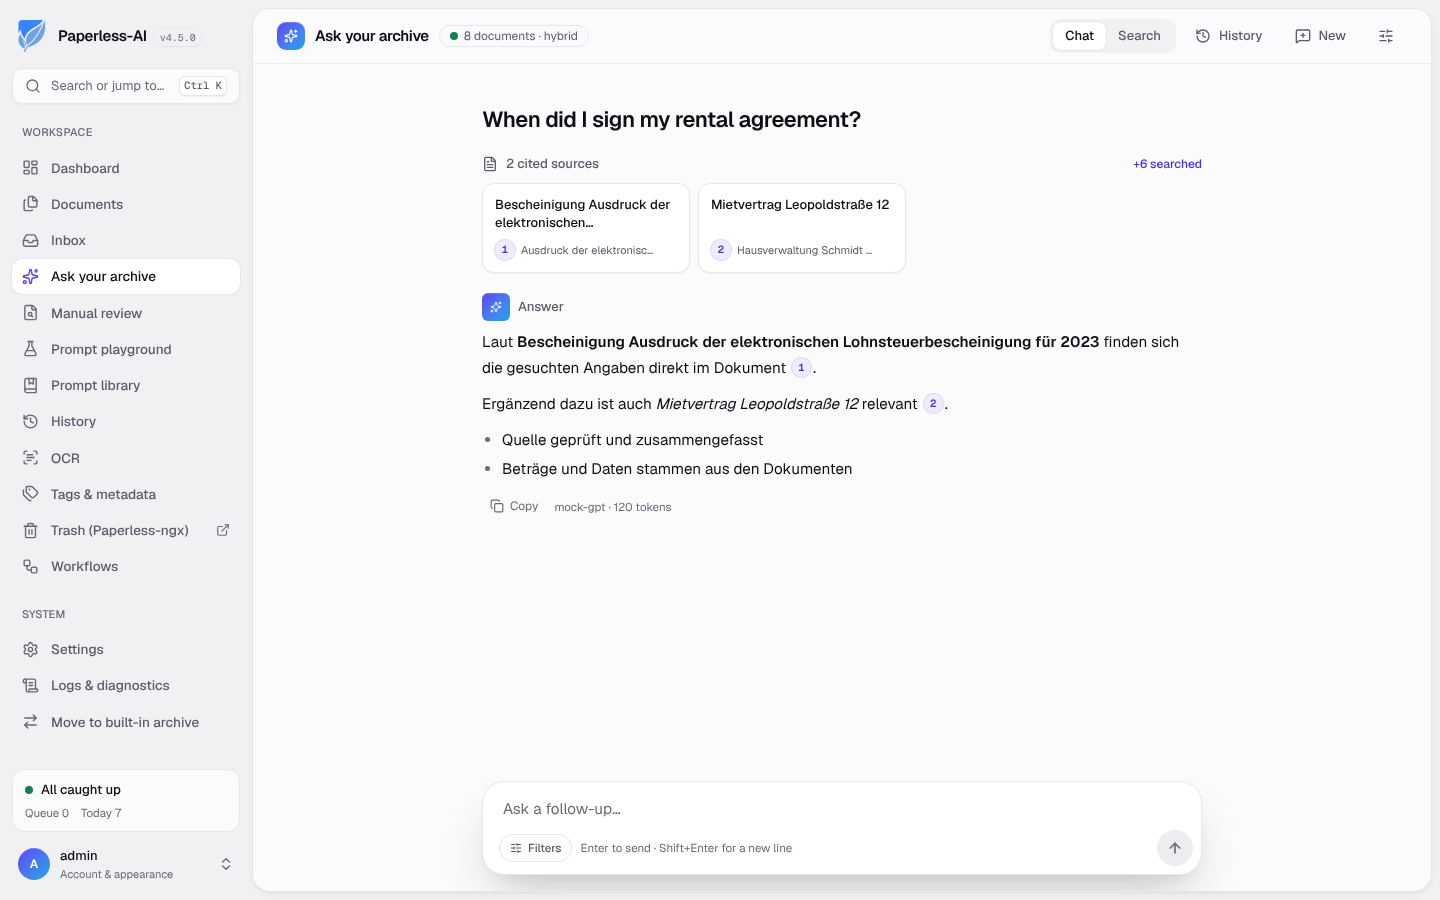 Paperless-AI v4.5.0
Search or jump to... Ctrl K
WORKSPACE
Dashboard
Documents
Inbox
Ask your archive
Manual review
Prompt playground
Prompt library
History
OCR
Tags & metadata
Trash (Paperless-ngx)
Workflows
SYSTEM
Settings
Logs & diagnostics
Move to built-in archive
All caught up
Queue 0 Today 7
A
admin
Account & appearance
Ask your archive
8 documents · hybrid
Chat Search History New
When did I sign my rental agreement?
2 cited sources
+6 searched
Bescheinigung Ausdruck der
elektronischen...
1 Ausdruck der elektronisc...
Mietvertrag Leopoldstraße 12
2 Hausverwaltung Schmidt ...
Answer
Laut Bescheinigung Ausdruck der elektronischen Lohnsteuerbescheinigung für 2023 finden sich
die gesuchten Angaben direkt im Dokument 1.
Ergänzend dazu ist auch Mietvertrag Leopoldstraße 12 relevant 2.
• Quelle geprüft und zusammengefasst
• Beträge und Daten stammen aus den Dokumenten
Copy mock-gpt · 120 tokens
Ask a follow-up...
Filters Enter to send · Shift+Enter for a new line